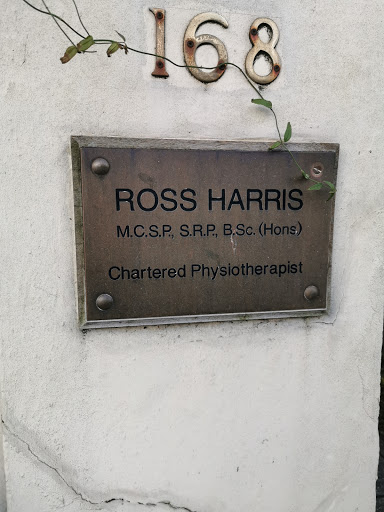 168
ROSS HARRIS
M.C.S.P., S.R.P., B.Sc. (Hons.)
Chartered Physiotherapist